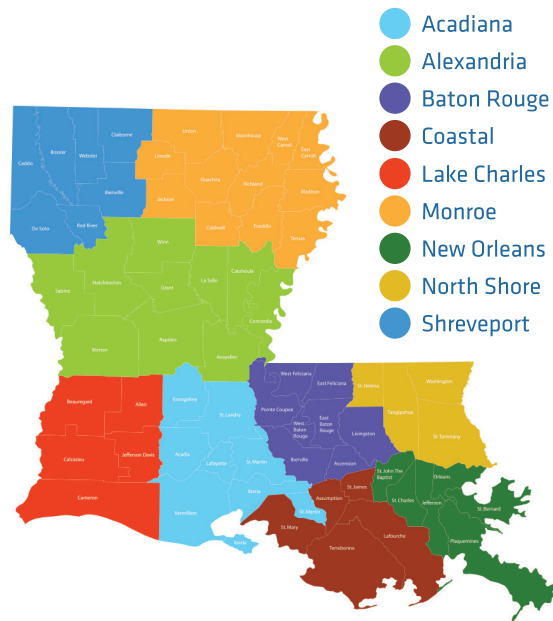 Acadiana
Alexandria
Baton Rouge
Coastal
Lake Charles
Monroe
New Orleans
North Shore
Shreveport
Caddo
Bossier
Webster
Claiborne
Bienville
De Soto
Red River
Union
Morehouse
West
Carroll
East
Carroll
Lincoln
Ouachita
Richland
Madison
Jackson
Caldwell
Franklin
Tensas
Winn
Sabine
Natchitoches
Grant
La Salle
Catahoula
Concordia
Vernon
Rapides
Avoyelles
Beauregard
Allen
Calcasieu
Jefferson Davis
Cameron
Evangeline
St. Landry
Acadia
Lafayette
St. Martin
Iberia
Vermilion
St. Martin
Iberia
West Feliciana
East Feliciana
Pointe Coupee
West
Baton
Rouge
East
Baton
Rouge
Livingston
Iberville
Ascension
St. Helena
Washington
Tangipahoa
St. Tammany
Assumption
St. James
St. Mary
Terrebonne
Lafourche
St. John The
Baptist
St. Charles
Orleans
Jefferson
St. Bernard
Plaquemines